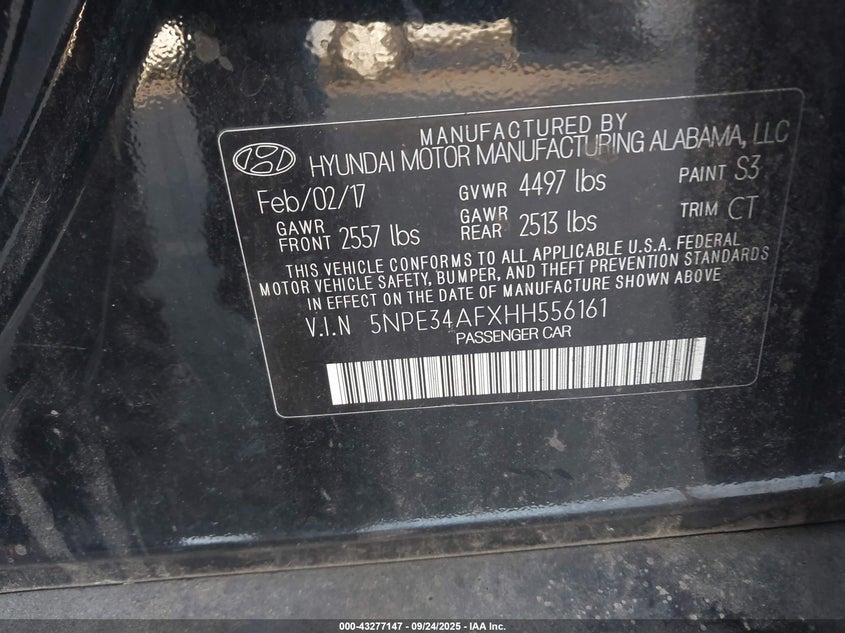 MANUFACTURED BY
HYUNDAI MOTOR MANUFACTURING ALABAMA, LLC
Feb/02/17 GVWR 4497 lbs PAINT S3
GAWR FRONT 2557 lbs GAWR REAR 2513 lbs TRIM CT
THIS VEHICLE CONFORMS TO ALL APPLICABLE U.S.A. FEDERAL
MOTOR VEHICLE SAFETY, BUMPER, AND THEFT PREVENTION STANDARDS
IN EFFECT ON THE DATE OF MANUFACTURE SHOWN ABOVE
V.I.N 5NPE34AFXHH556161
PASSENGER CAR
000-43277147 - 09/24/2025 - IAA Inc.